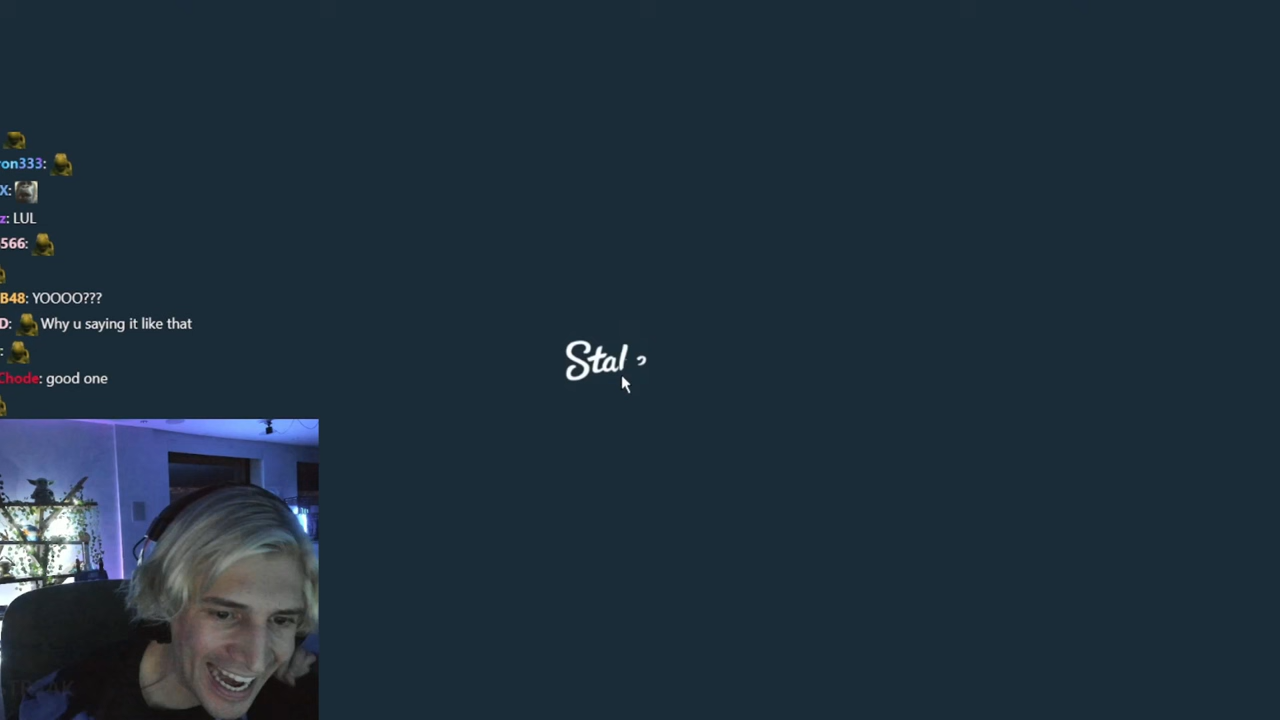 on333:
X:
z: LUL
566:
B48: YOOOO???
D: Why u saying it like that
:
Chode: good one
Stal